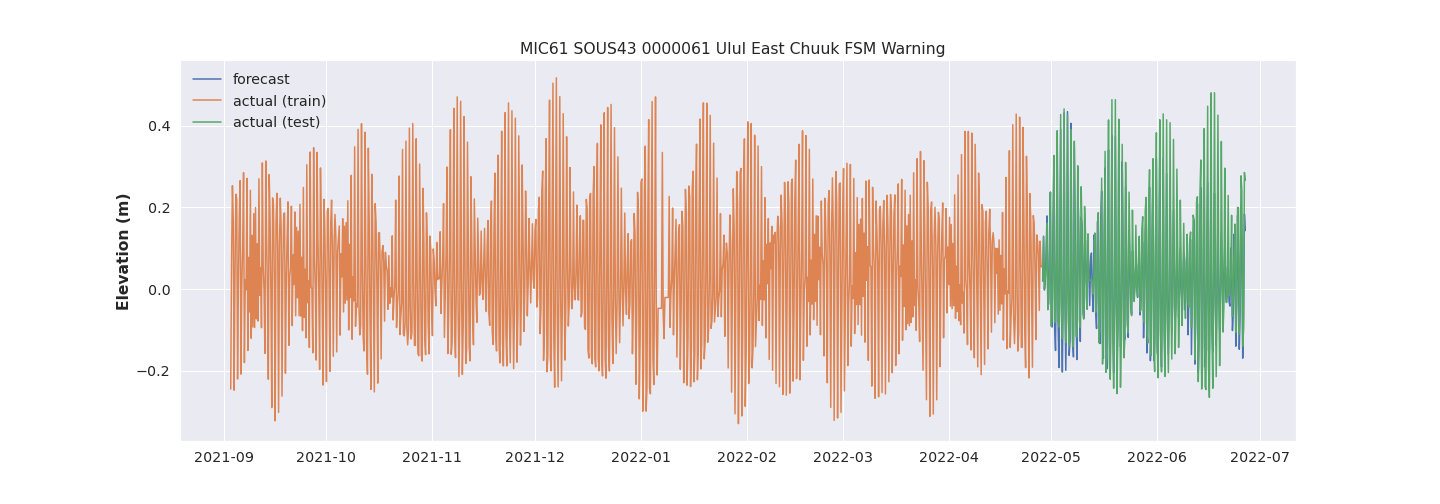 MIC61 SOUS43 0000061 Ulul East Chuuk FSM Warning
forecast
actual (train)
actual (test)
Elevation (m)
0.4
0.2
0.0
−0.2
2021-09 2021-10 2021-11 2021-12 2022-01 2022-02 2022-03 2022-04 2022-05 2022-06 2022-07